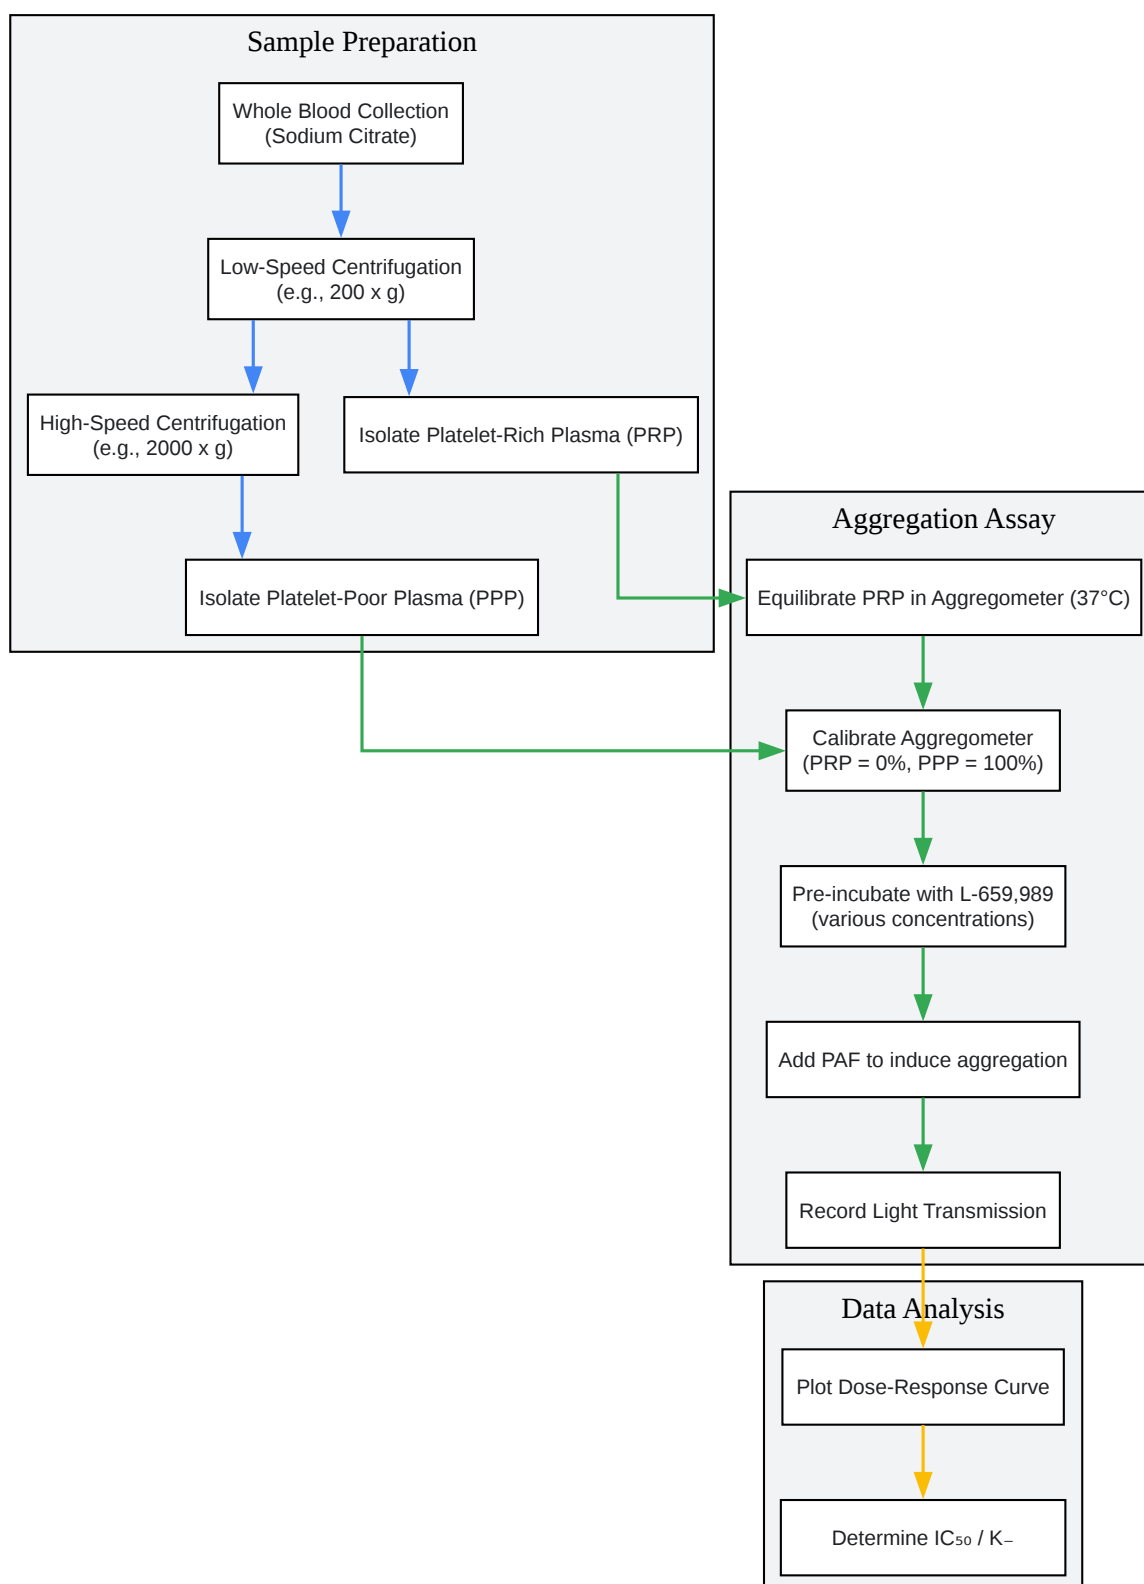 Sample Preparation
Whole Blood Collection
(Sodium Citrate)
Low-Speed Centrifugation
(e.g., 200 x g)
High-Speed Centrifugation
(e.g., 2000 x g)
Isolate Platelet-Rich Plasma (PRP)
Isolate Platelet-Poor Plasma (PPP)
Aggregation Assay
Equilibrate PRP in Aggregometer (37°C)
Calibrate Aggregometer
(PRP = 0%, PPP = 100%)
Pre-incubate with L-659,989
(various concentrations)
Add PAF to induce aggregation
Record Light Transmission
Data Analysis
Plot Dose-Response Curve
Determine IC₅₀ / K₋